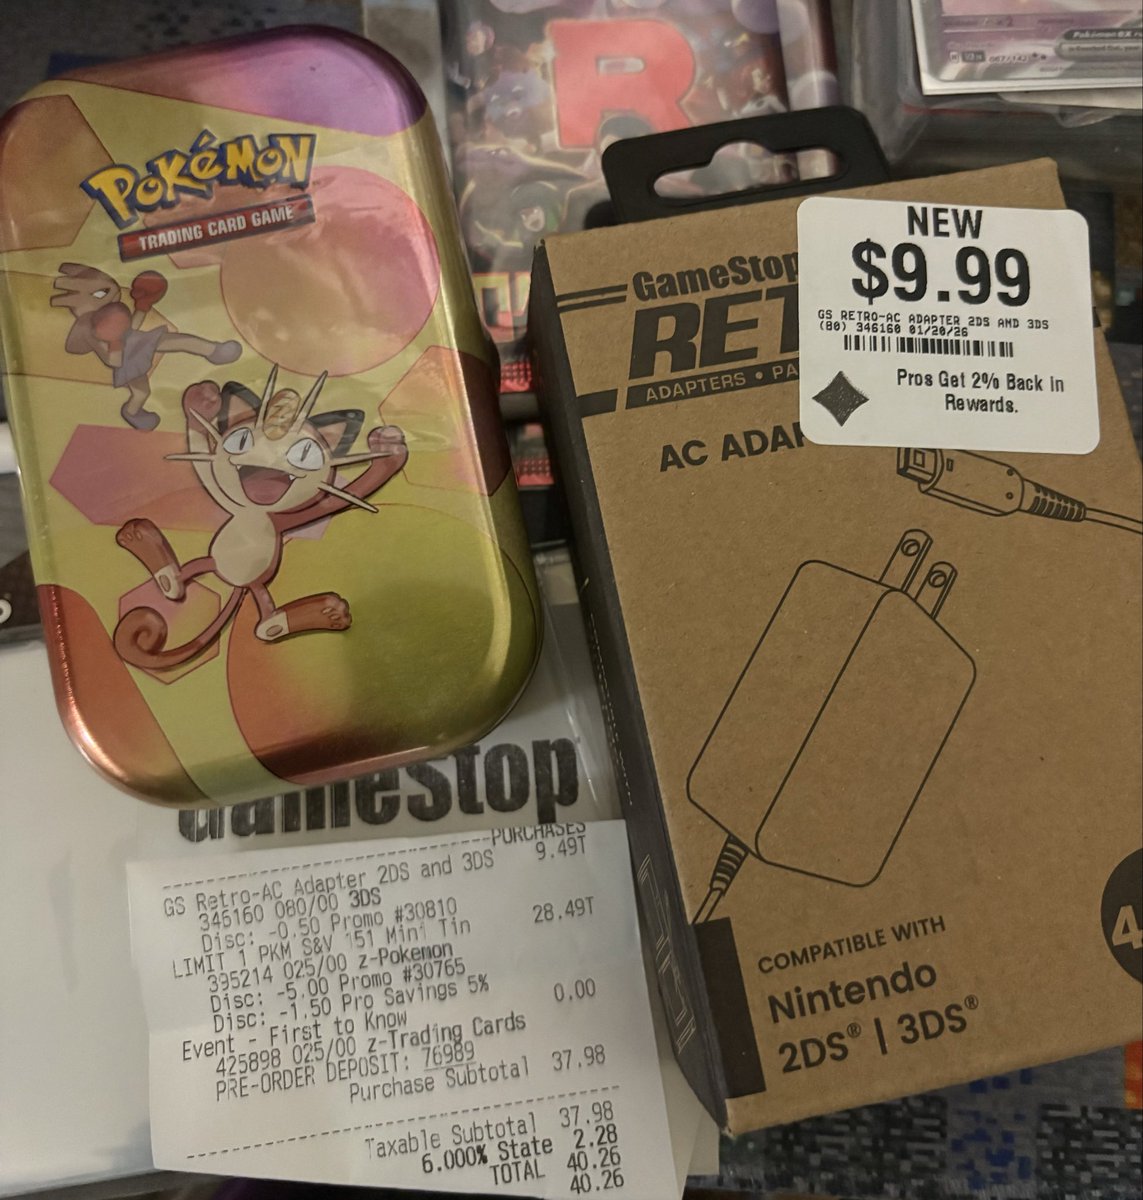 POKéMON
TRADING CARD GAME
R
NEW
$9.99
GS RETRO-AC ADAPTER 2DS AND 3DS
(80) 346160 01/20/26
Pros Get 2% Back in
Rewards.
GameStop
RET
ADAPTERS • PA
AC ADAP
COMPATIBLE WITH
Nintendo
2DS® | 3DS®
4
GameStop
PURCHASES
GS Retro-AC Adapter 2DS and 3DS 9.49T
346160 080/00 3DS
Disc: -0.50 Promo #30810
LIMIT 1 PKM S&V 151 Mini Tin 28.49T
395214 025/00 z-Pokemon
Disc: -5.00 Promo #30765
Disc: -1.50 Pro Savings 5%
Event - First to Know 0.00
425898 025/00 z-Trading Cards
PRE-ORDER DEPOSIT: 76989
Purchase Subtotal 37.98
Taxable Subtotal 37.98
6.000% State 2.28
TOTAL 40.26
40.26